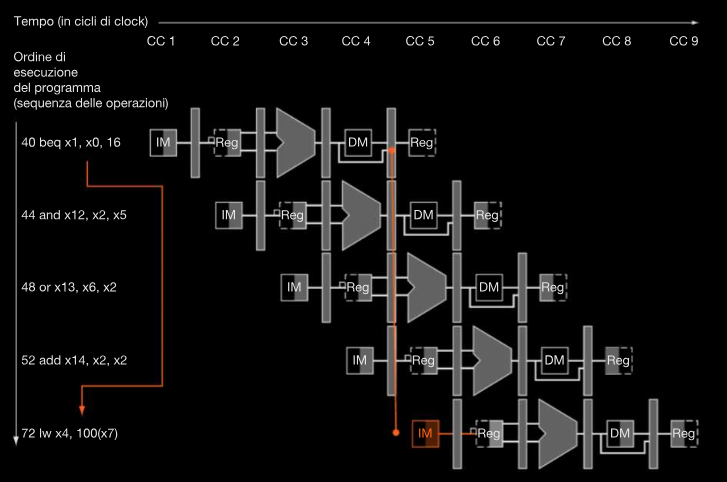 Tempo (in cicli di clock)
CC 1 CC 2 CC 3 CC 4 CC 5 CC 6 CC 7 CC 8 CC 9
Ordine di
esecuzione
del programma
(sequenza delle operazioni)
40 beq x1, x0, 16 IM Reg DM Reg
44 and x12, x2, x5 IM Reg DM Reg
48 or x13, x6, x2 IM Reg DM Reg
52 add x14, x2, x2 IM Reg DM Reg
72 lw x4, 100(x7) IM Reg DM Reg